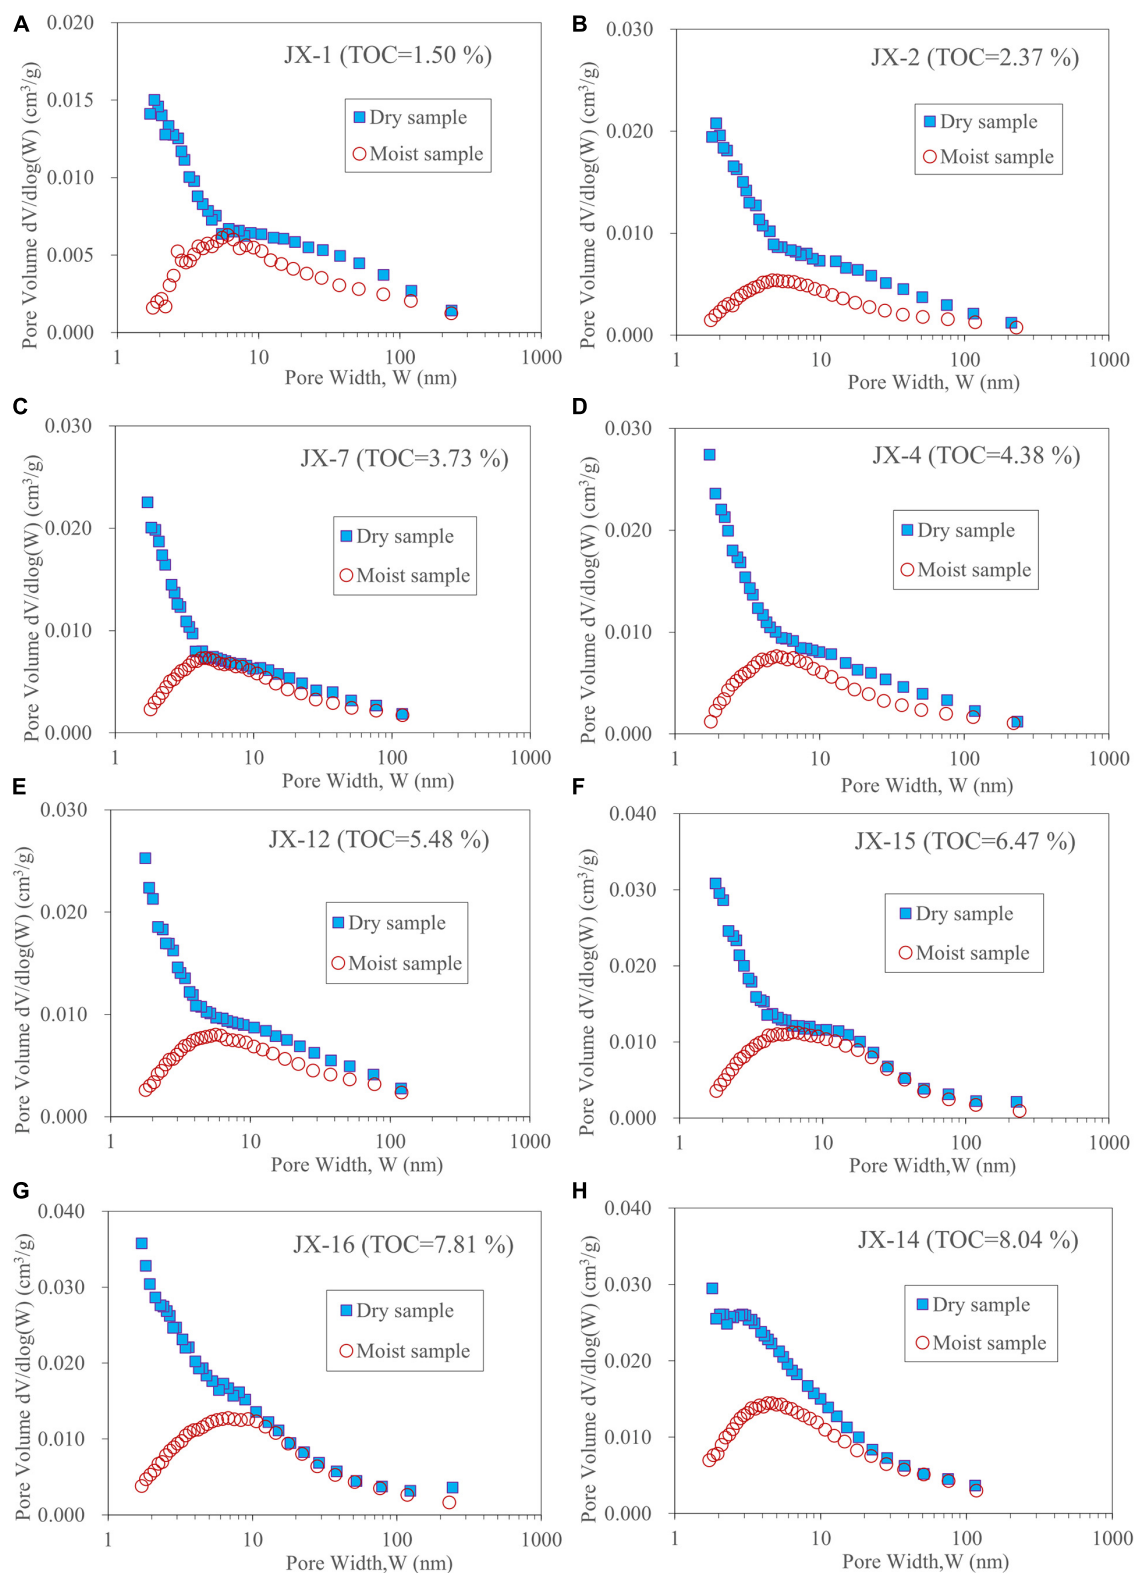 A
Pore Volume dV/dlog(W) (cm³/g)
0.020
0.015
0.010
0.005
0.000
JX-1 (TOC=1.50 %)
Dry sample
Moist sample
1 10 100 1000
Pore Width, W (nm)
B
Pore Volume dV/dlog(W) (cm³/g)
0.030
0.020
0.010
0.000
JX-2 (TOC=2.37 %)
Dry sample
Moist sample
1 10 100 1000
Pore Width, W (nm)
C
Pore Volume dV/dlog(W) (cm³/g)
0.030
0.020
0.010
0.000
JX-7 (TOC=3.73 %)
Dry sample
Moist sample
1 10 100 1000
Pore Width, W (nm)
D
Pore Volume dV/dlog(W) (cm³/g)
0.030
0.020
0.010
0.000
JX-4 (TOC=4.38 %)
Dry sample
Moist sample
1 10 100 1000
Pore Width, W (nm)
E
Pore Volume dV/dlog(W) (cm³/g)
0.030
0.020
0.010
0.000
JX-12 (TOC=5.48 %)
Dry sample
Moist sample
1 10 100 1000
Pore Width, W (nm)
F
Pore Volume dV/dlog(W) (cm³/g)
0.040
0.030
0.020
0.010
0.000
JX-15 (TOC=6.47 %)
Dry sample
Moist sample
1 10 100 1000
Pore Width,W (nm)
G
Pore Volume dV/dlog(W) (cm³/g)
0.040
0.030
0.020
0.010
0.000
JX-16 (TOC=7.81 %)
Dry sample
Moist sample
1 10 100 1000
Pore Width,W (nm)
H
Pore Volume dV/dlog(W) (cm³/g)
0.040
0.030
0.020
0.010
0.000
JX-14 (TOC=8.04 %)
Dry sample
Moist sample
1 10 100 1000
Pore Width,W (nm)